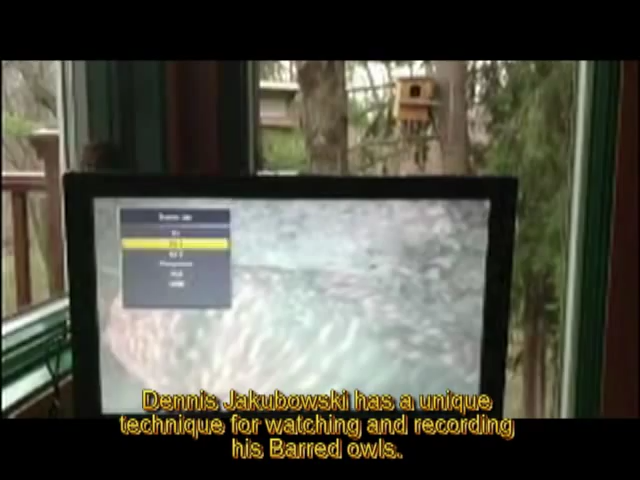 Dennis Jakubowski has a unique
technique for watching and recording
his Barred owls.